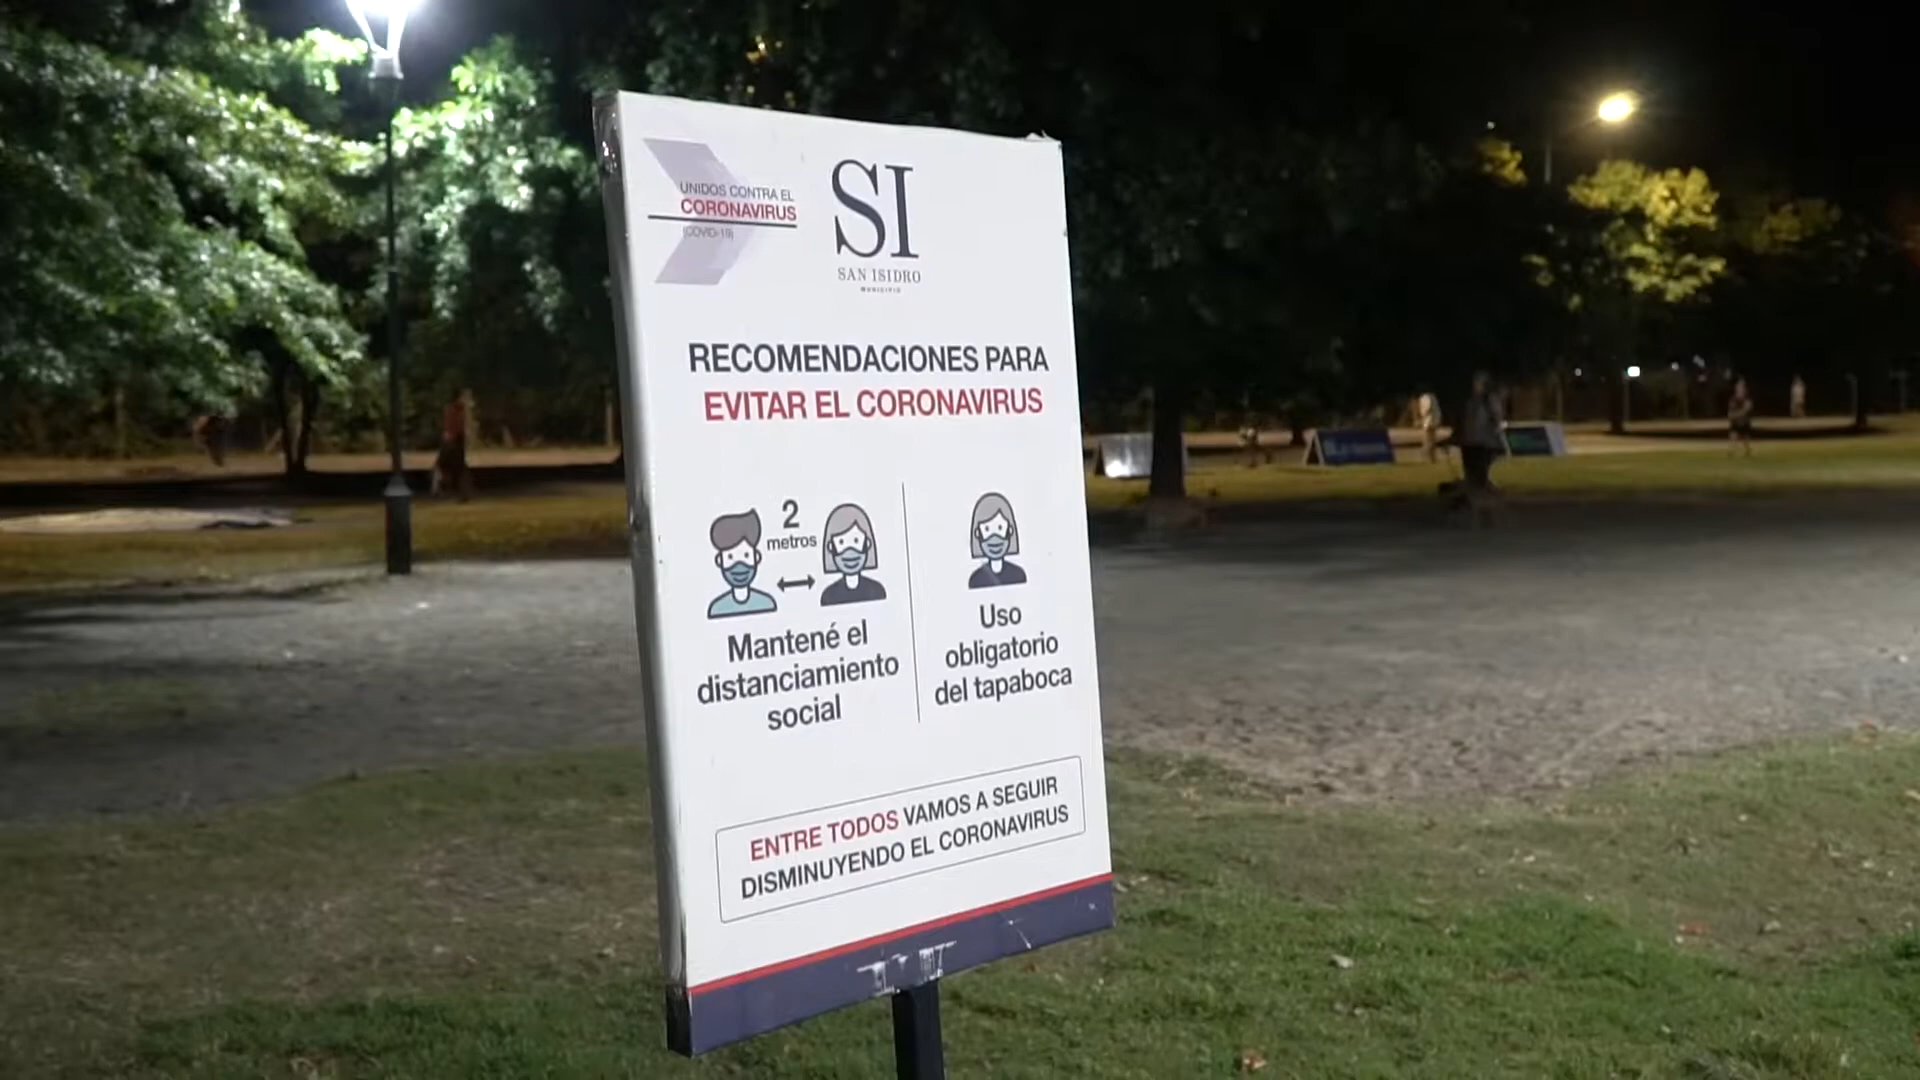 UNIDOS CONTRA EL
CORONAVIRUS
(COVID-19)
SI
SAN ISIDRO
MUNICIPIO
RECOMENDACIONES PARA
EVITAR EL CORONAVIRUS
2
metros
Mantené el
distanciamiento
social
Uso
obligatorio
del tapaboca
ENTRE TODOS VAMOS A SEGUIR
DISMINUYENDO EL CORONAVIRUS